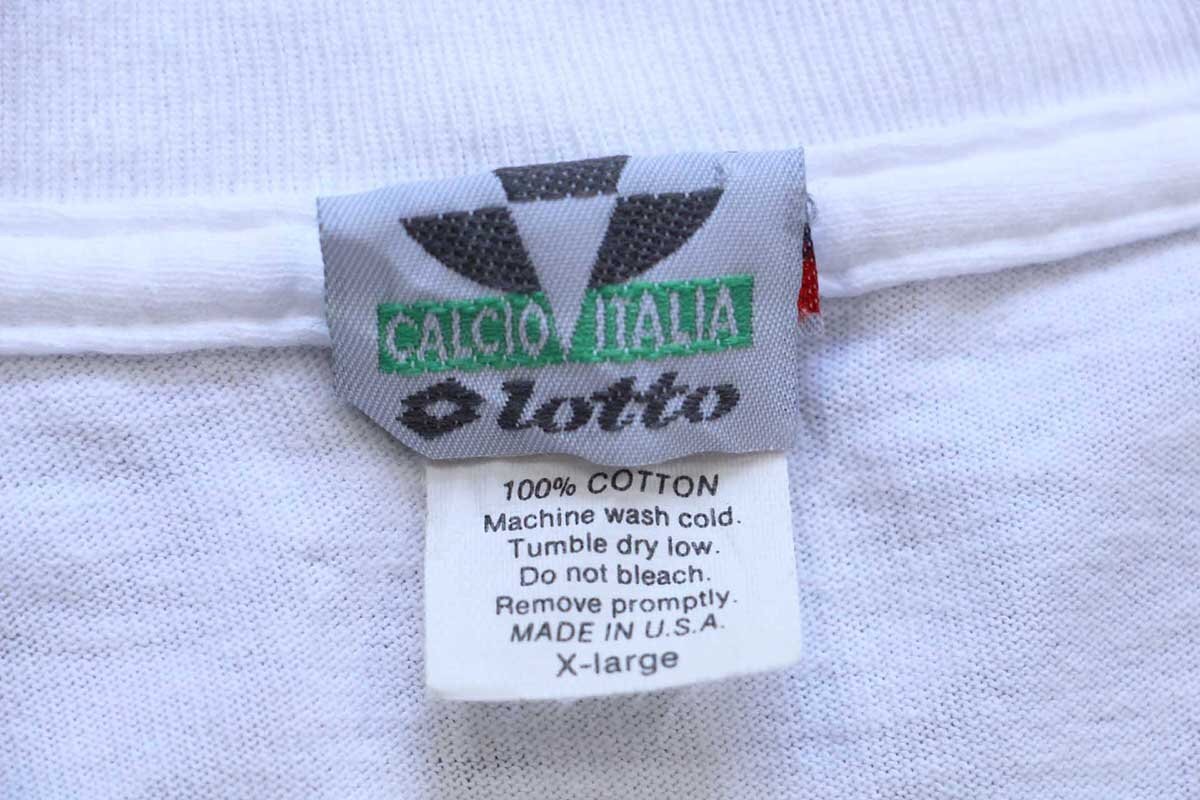 CALCIO ITALIA
lotto
100% COTTON
Machine wash cold.
Tumble dry low.
Do not bleach.
Remove promptly.
MADE IN U.S.A.
X-large